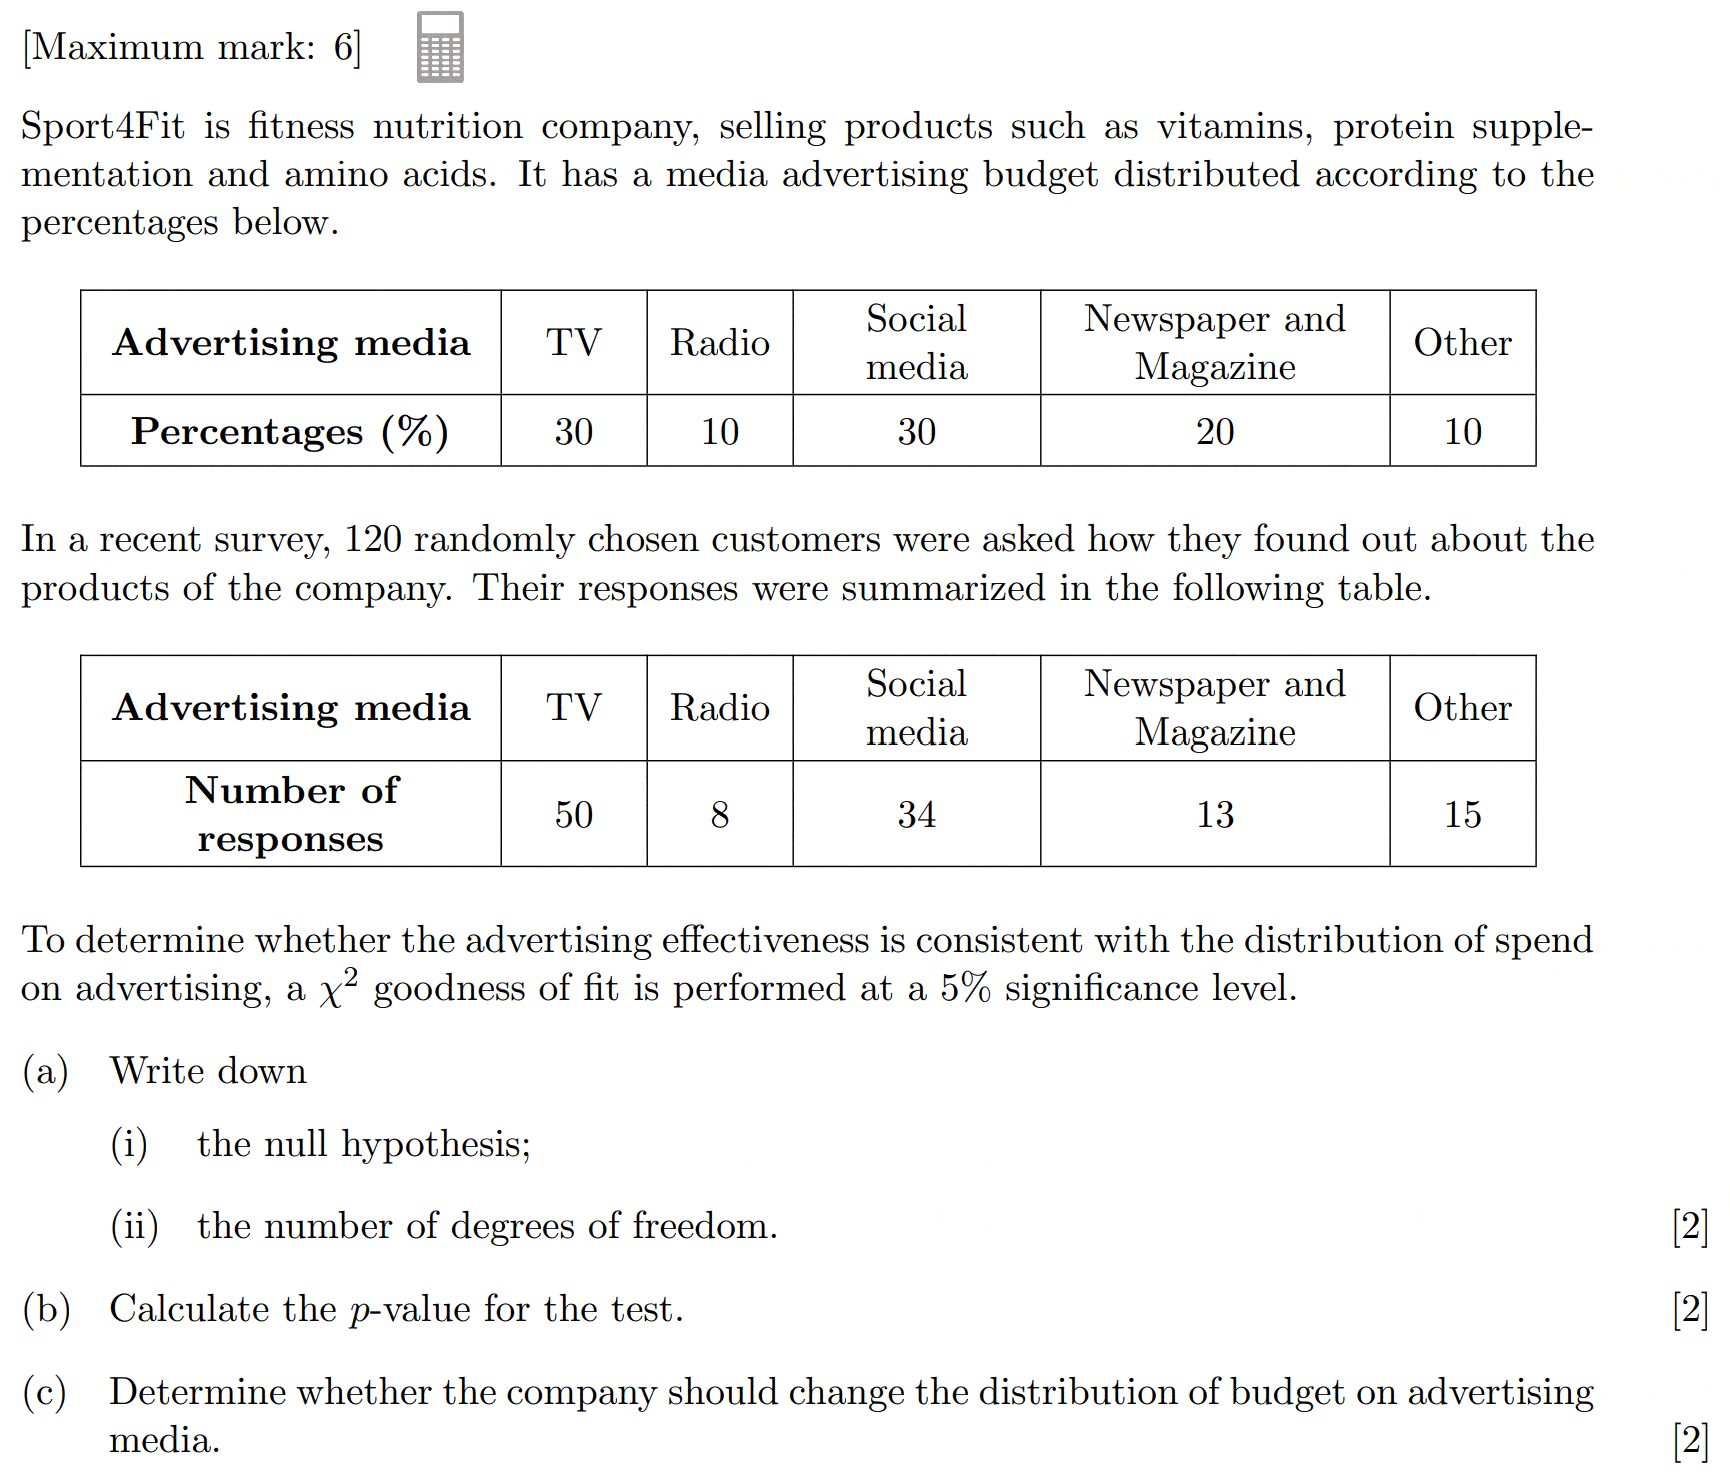 [Maximum mark: 6]
Sport4Fit is fitness nutrition company, selling products such as vitamins, protein supple-
mentation and amino acids. It has a media advertising budget distributed according to the
percentages below.
Advertising media TV Radio Social media Newspaper and Magazine Other
Percentages (%) 30 10 30 20 10
In a recent survey, 120 randomly chosen customers were asked how they found out about the
products of the company. Their responses were summarized in the following table.
Advertising media TV Radio Social media Newspaper and Magazine Other
Number of responses 50 8 34 13 15
To determine whether the advertising effectiveness is consistent with the distribution of spend
on advertising, a χ² goodness of fit is performed at a 5% significance level.
(a) Write down
(i) the null hypothesis;
(ii) the number of degrees of freedom. [2]
(b) Calculate the p-value for the test. [2]
(c) Determine whether the company should change the distribution of budget on advertising
media. [2]